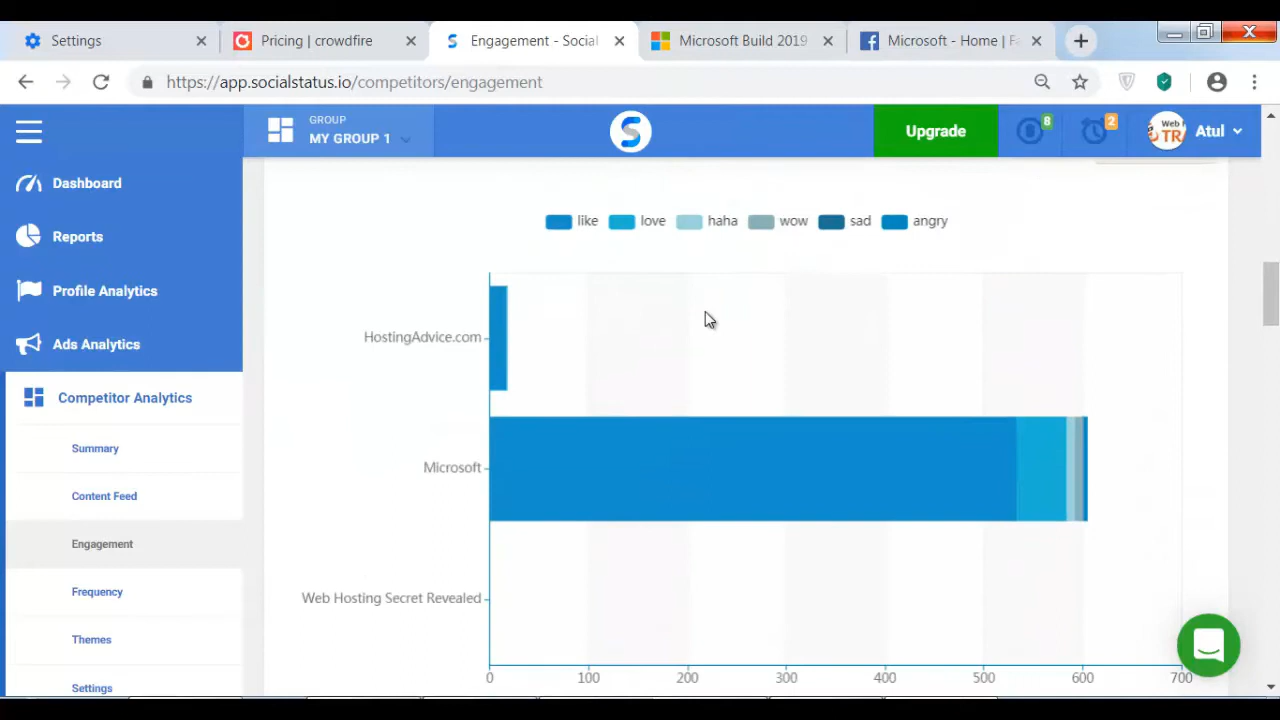 Settings
Pricing | crowdfire
Engagement - Social
Microsoft Build 2019
Microsoft - Home | Fa
https://app.socialstatus.io/competitors/engagement
GROUP
MY GROUP 1
Upgrade
8
2
Web
TR
Atul
Dashboard
Reports
Profile Analytics
Ads Analytics
Competitor Analytics
Summary
Content Feed
Engagement
Frequency
Themes
Settings
like love haha wow sad angry
HostingAdvice.com
Microsoft
Web Hosting Secret Revealed
0 100 200 300 400 500 600 700